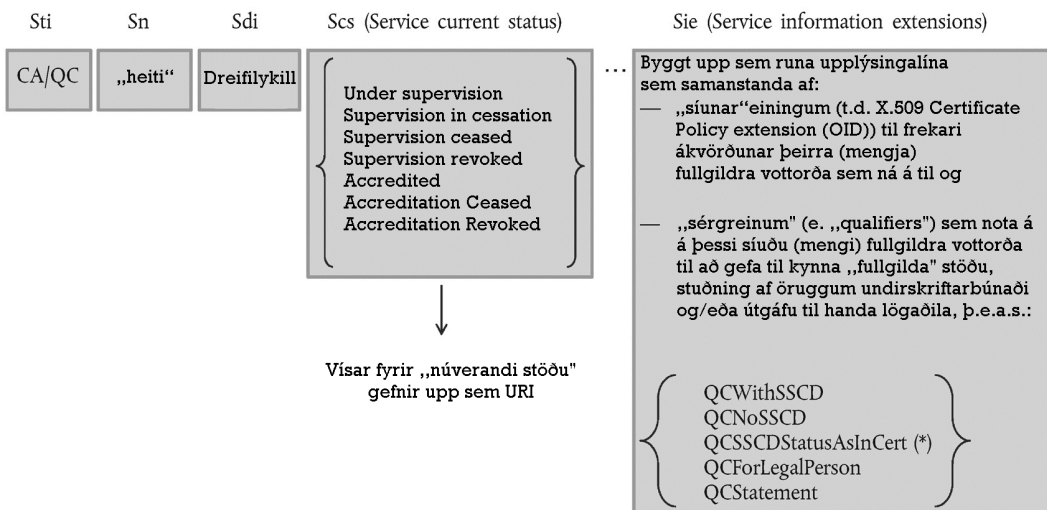 Sti
Sn
Sdi
Scs (Service current status)
Sie (Service information extensions)
CA/QC
,,heiti“
Dreifilykill
Under supervision
Supervision in cessation
Supervision ceased
Supervision revoked
Accredited
Accreditation Ceased
Accreditation Revoked
Vísar fyrir ,,núverandi stöðu"
gefnir upp sem URI
...
Byggt upp sem runa upplýsingalína
sem samanstanda af:
— ,,síunar“einingum (t.d. X.509 Certificate
Policy extension (OID)) til frekari
ákvörðunar þeirra (mengja)
fullgildra vottorða sem ná á til og
— ,,sérgreinum" (e. ,,qualifiers") sem nota á
á þessi síuðu (mengi) fullgildra vottorða
til að gefa til kynna ,,fullgilda" stöðu,
stuðning af öruggum undirskriftarbúnaði
og/eða útgáfu til handa lögaðila, þ.e.a.s.:
QCWithSSCD
QCNoSSCD
QCSSCDStatusAsInCert (*)
QCForLegalPerson
QCStatement